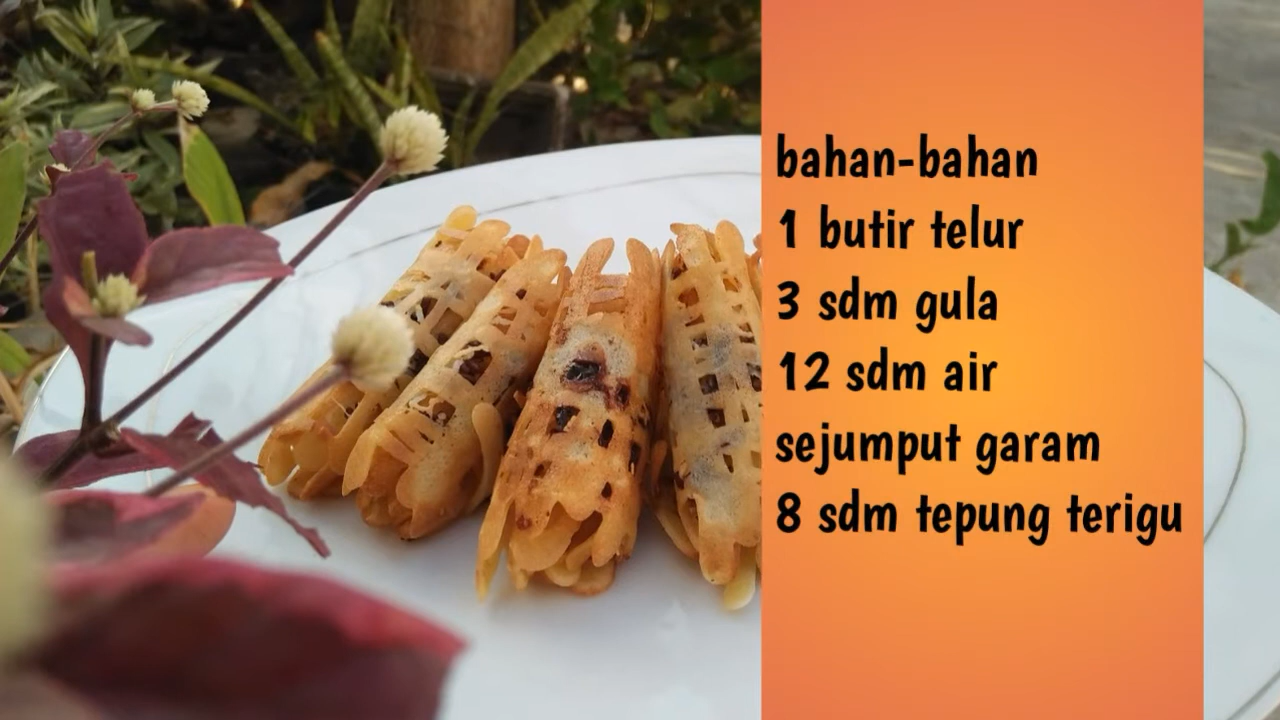 bahan-bahan
1 butir telur
3 sdm gula
12 sdm air
sejumput garam
8 sdm tepung terigu